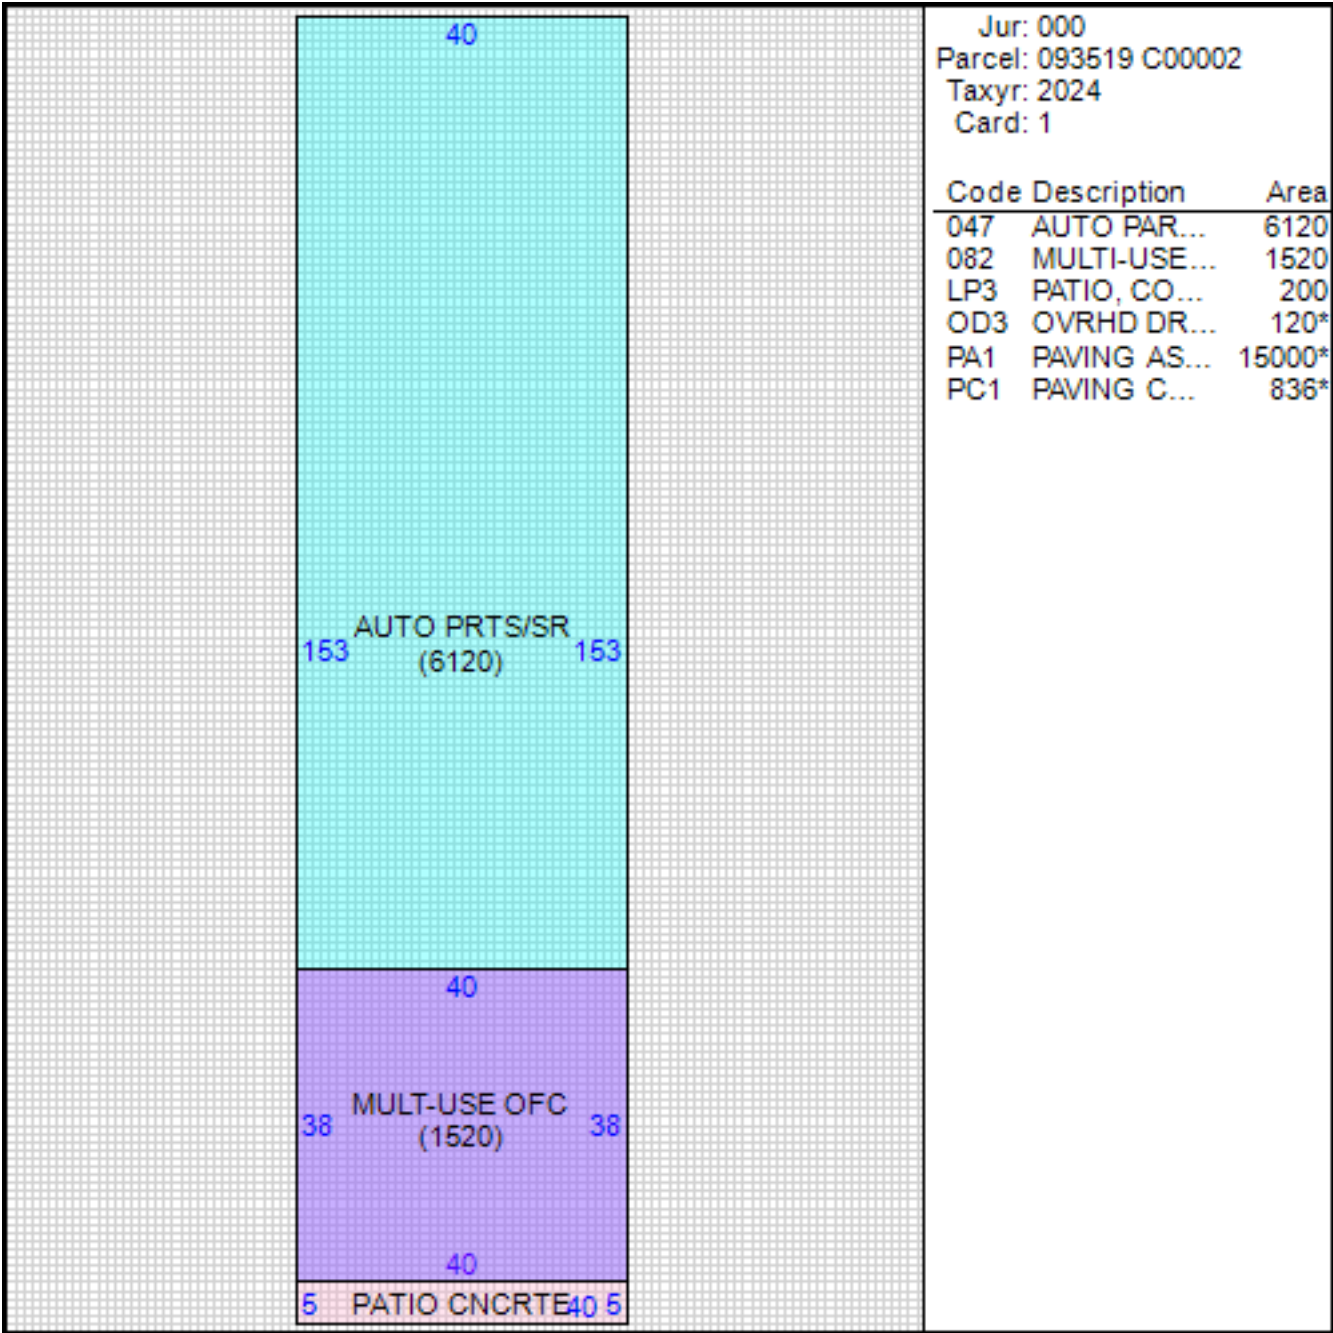 40
AUTO PRTS/SR
153 153
(6120)
40
MULT-USE OFC
38 38
(1520)
40
5 PATIO CNCRTE 40 5
Jur: 000
Parcel: 093519 C00002
Taxyr: 2024
Card: 1
Code Description Area
047 AUTO PAR... 6120
082 MULTI-USE... 1520
LP3 PATIO, CO... 200
OD3 OVRHD DR... 120*
PA1 PAVING AS... 15000*
PC1 PAVING C... 836*